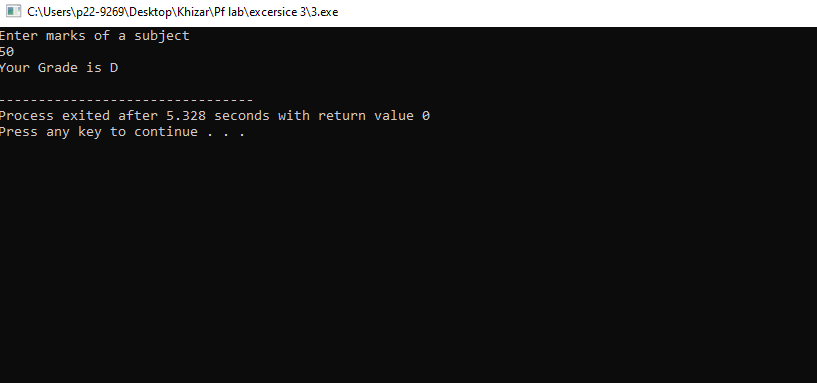 C:\Users\p22-9269\Desktop\Khizar\Pf lab\excersice 3\3.exe
Enter marks of a subject
50
Your Grade is D
--------------------------------
Process exited after 5.328 seconds with return value 0
Press any key to continue . . .